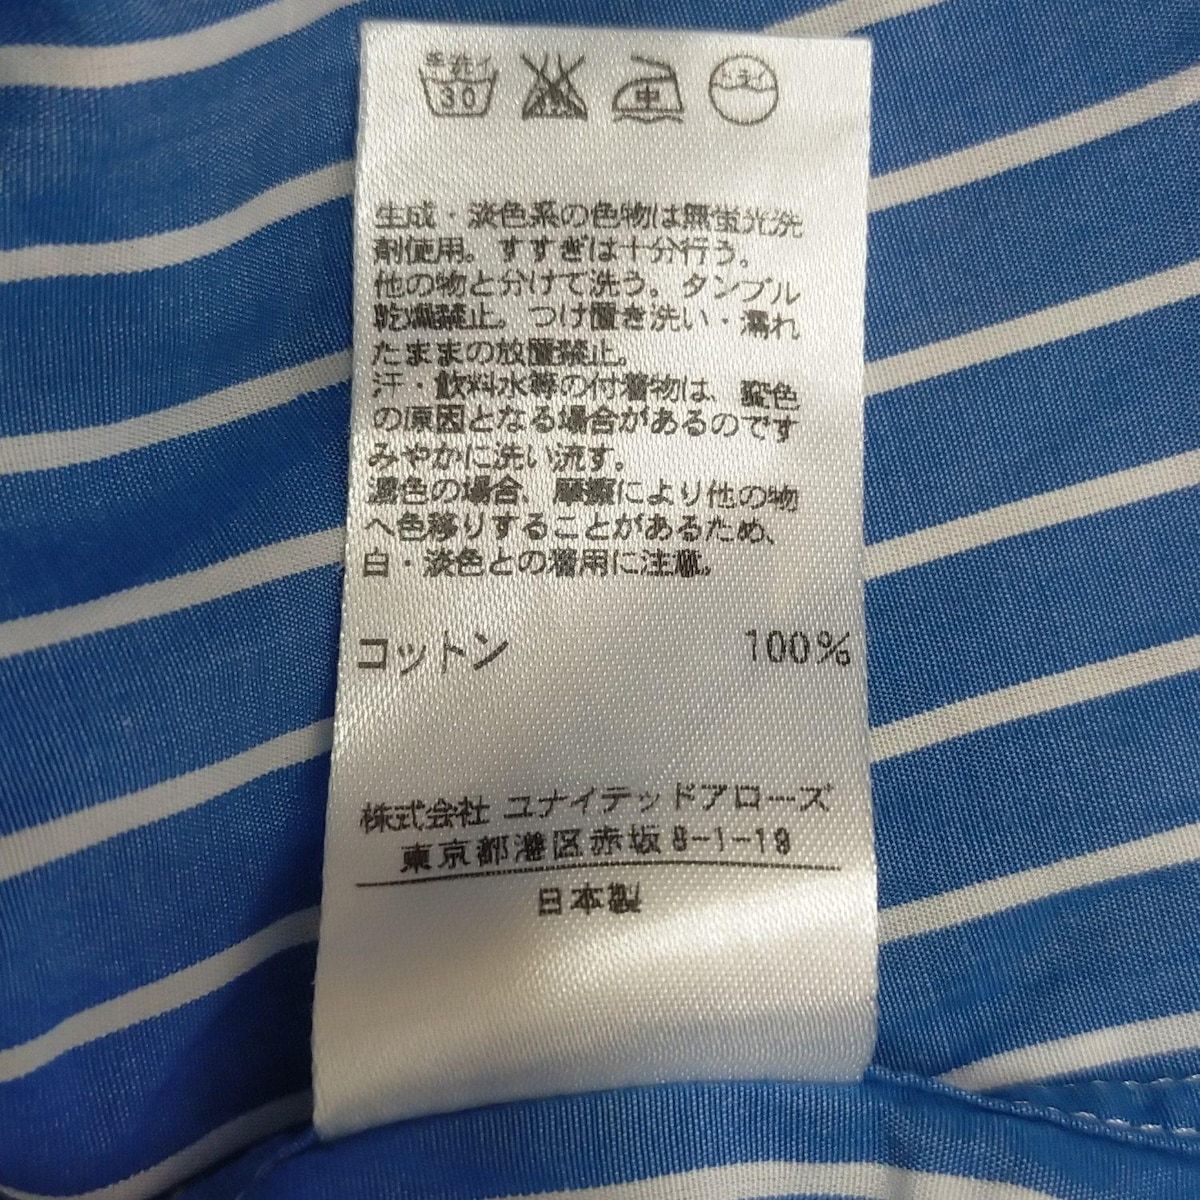 手洗イ
30
中
ドライ
生成・淡色系の色物は無蛍光洗
剤使用。すすぎは十分行う。
他の物と分けて洗う。タンブル
乾燥禁止。つけ置き洗い・濡れ
たままの放置禁止。
汗・飲料水等の付着物は、変色
の原因となる場合があるのです
みやかに洗い流す。
濃色の場合、摩擦により他の物
へ色移りすることがあるため、
白・淡色との着用に注意。
コットン 100%
株式会社 ユナイテッドアローズ
東京都港区赤坂8-1-19
日本製